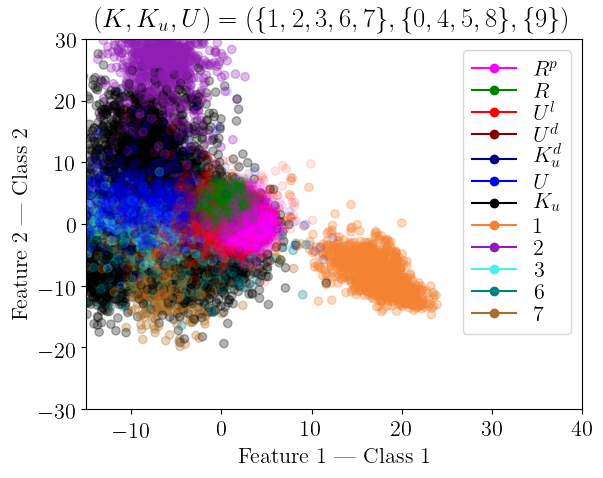 (K, K_u, U) = ({1, 2, 3, 6, 7}, {0, 4, 5, 8}, {9})
30
20
10
0
−10
−20
−30
Feature 2 — Class 2
R^p
R
U^l
U^d
K_u^d
U
K_u
1
2
3
6
7
−10
0
10
20
30
40
Feature 1 — Class 1